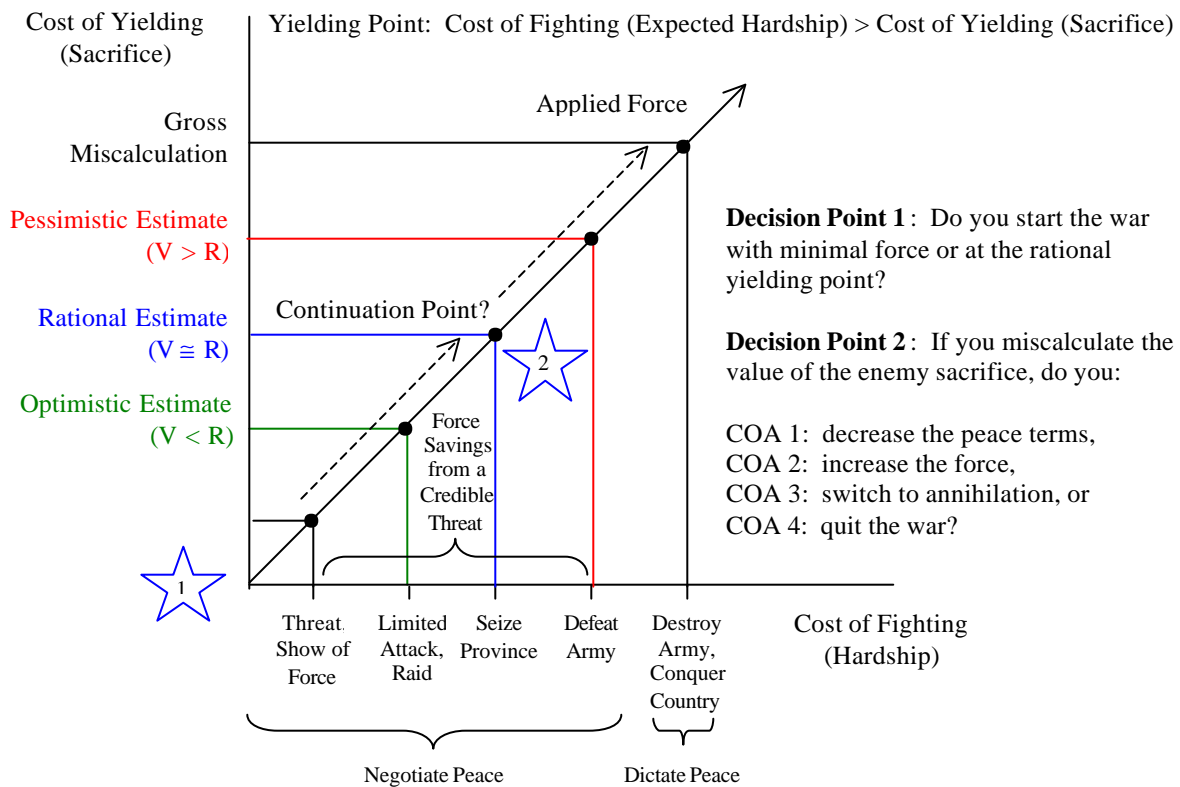 Cost of Yielding
(Sacrifice)
Yielding Point: Cost of Fighting (Expected Hardship) > Cost of Yielding (Sacrifice)
Applied Force
Gross
Miscalculation
Pessimistic Estimate
(V > R)
Rational Estimate
(V ≅ R)
Optimistic Estimate
(V < R)
Continuation Point?
2
Force
Savings
from a
Credible
Threat
1
Decision Point 1: Do you start the war
with minimal force or at the rational
yielding point?
Decision Point 2: If you miscalculate the
value of the enemy sacrifice, do you:
COA 1: decrease the peace terms,
COA 2: increase the force,
COA 3: switch to annihilation, or
COA 4: quit the war?
Threat,
Show of
Force
Limited
Attack,
Raid
Seize
Province
Defeat
Army
Destroy
Army,
Conquer
Country
Cost of Fighting
(Hardship)
Negotiate Peace
Dictate Peace